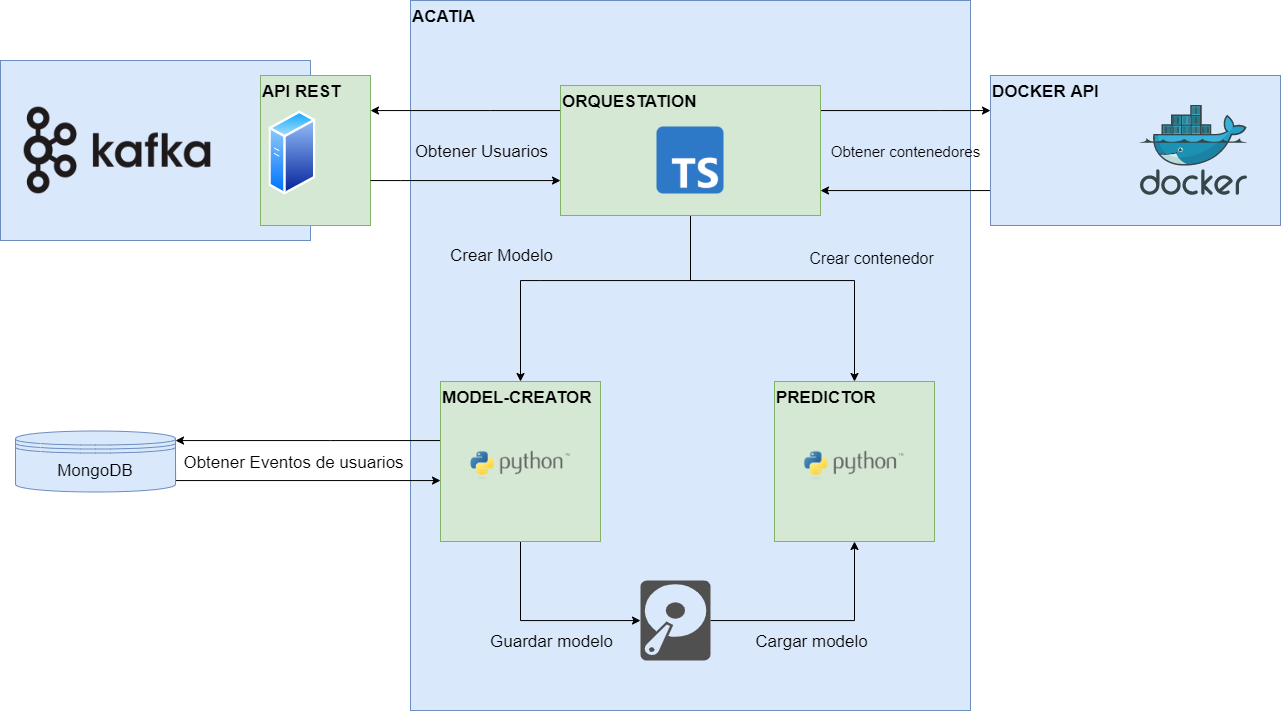 ACATIA
API REST
kafka
ORQUESTATION
TS
DOCKER API
docker
Obtener Usuarios
Obtener contenedores
Crear Modelo
Crear contenedor
MODEL-CREATOR
python™
PREDICTOR
python™
MongoDB
Obtener Eventos de usuarios
Guardar modelo
Cargar modelo